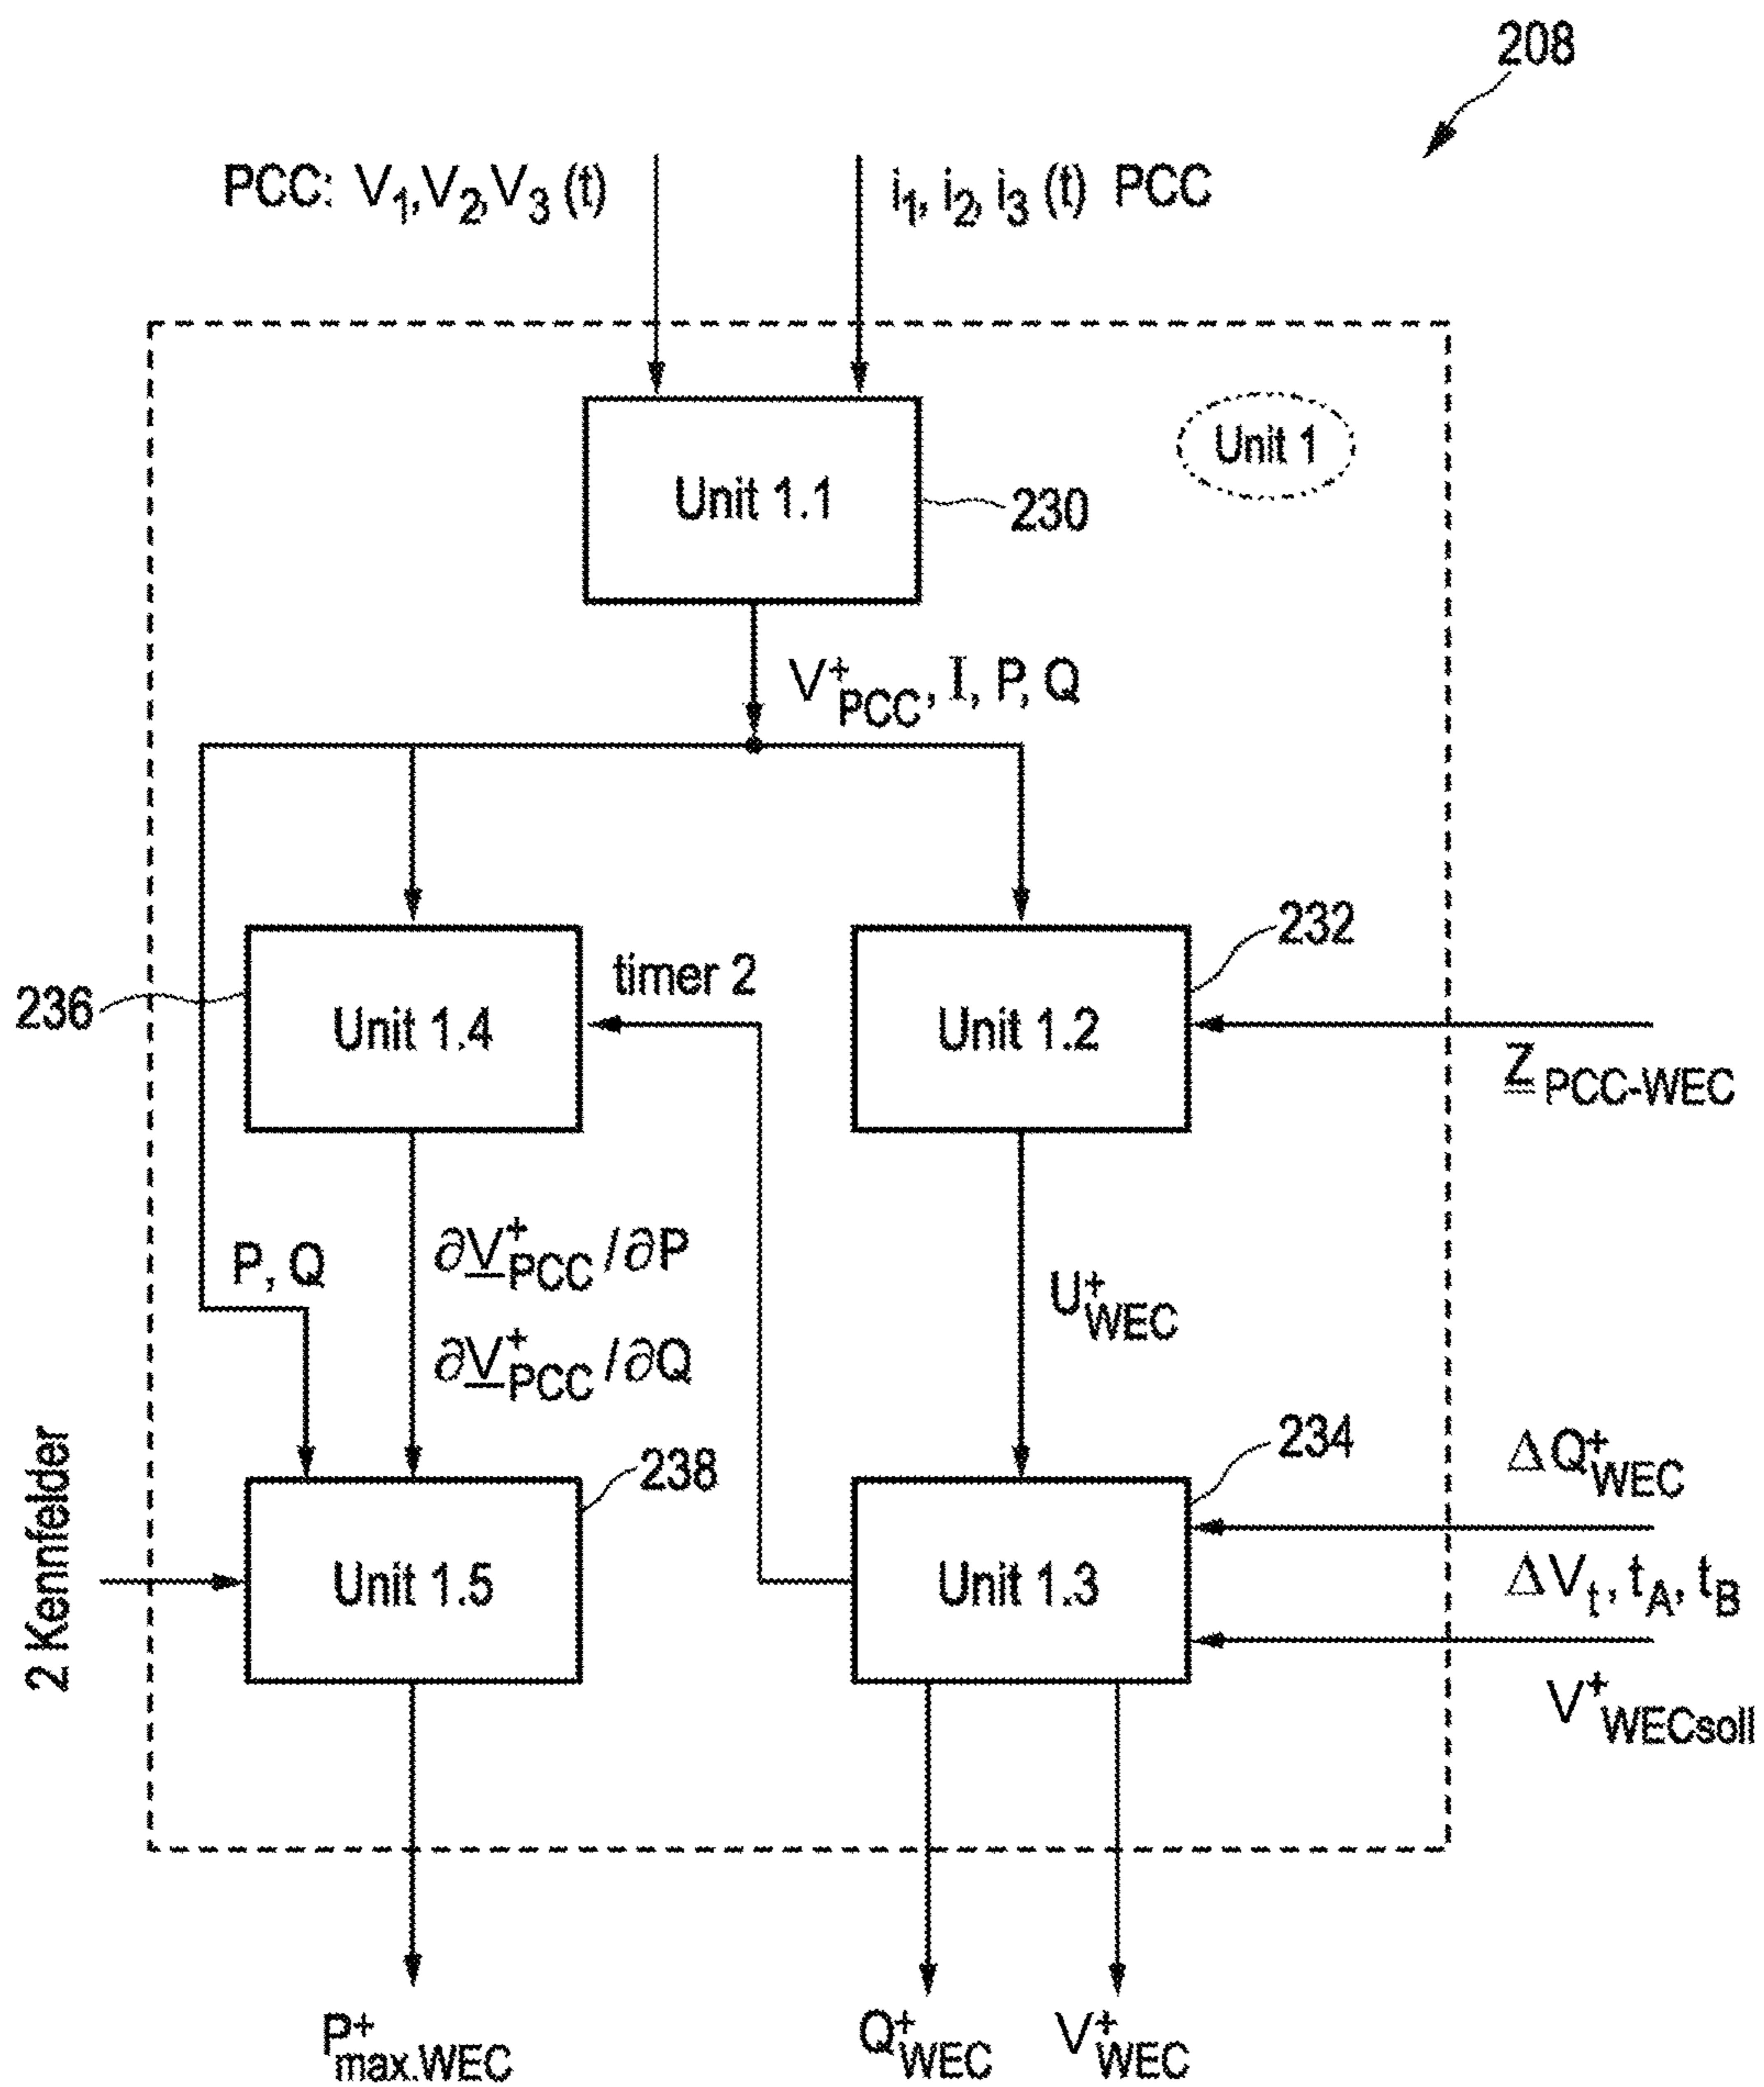 208
PCC: V₁, V₂, V₃ (t)
i₁, i₂, i₃ (t) PCC
Unit 1
Unit 1.1
230
V⁺PCC, I, P, Q
232
timer 2
236
Unit 1.4
Unit 1.2
Z PCC-WEC
∂V⁺PCC / ∂P
P, Q
U⁺WEC
∂V⁺PCC / ∂Q
2 Kennfelder
238
234
ΔQ⁺WEC
Unit 1.5
Unit 1.3
ΔVt, tA, tB
V⁺WECsoll
P⁺max.WEC
Q⁺WEC
V⁺WEC